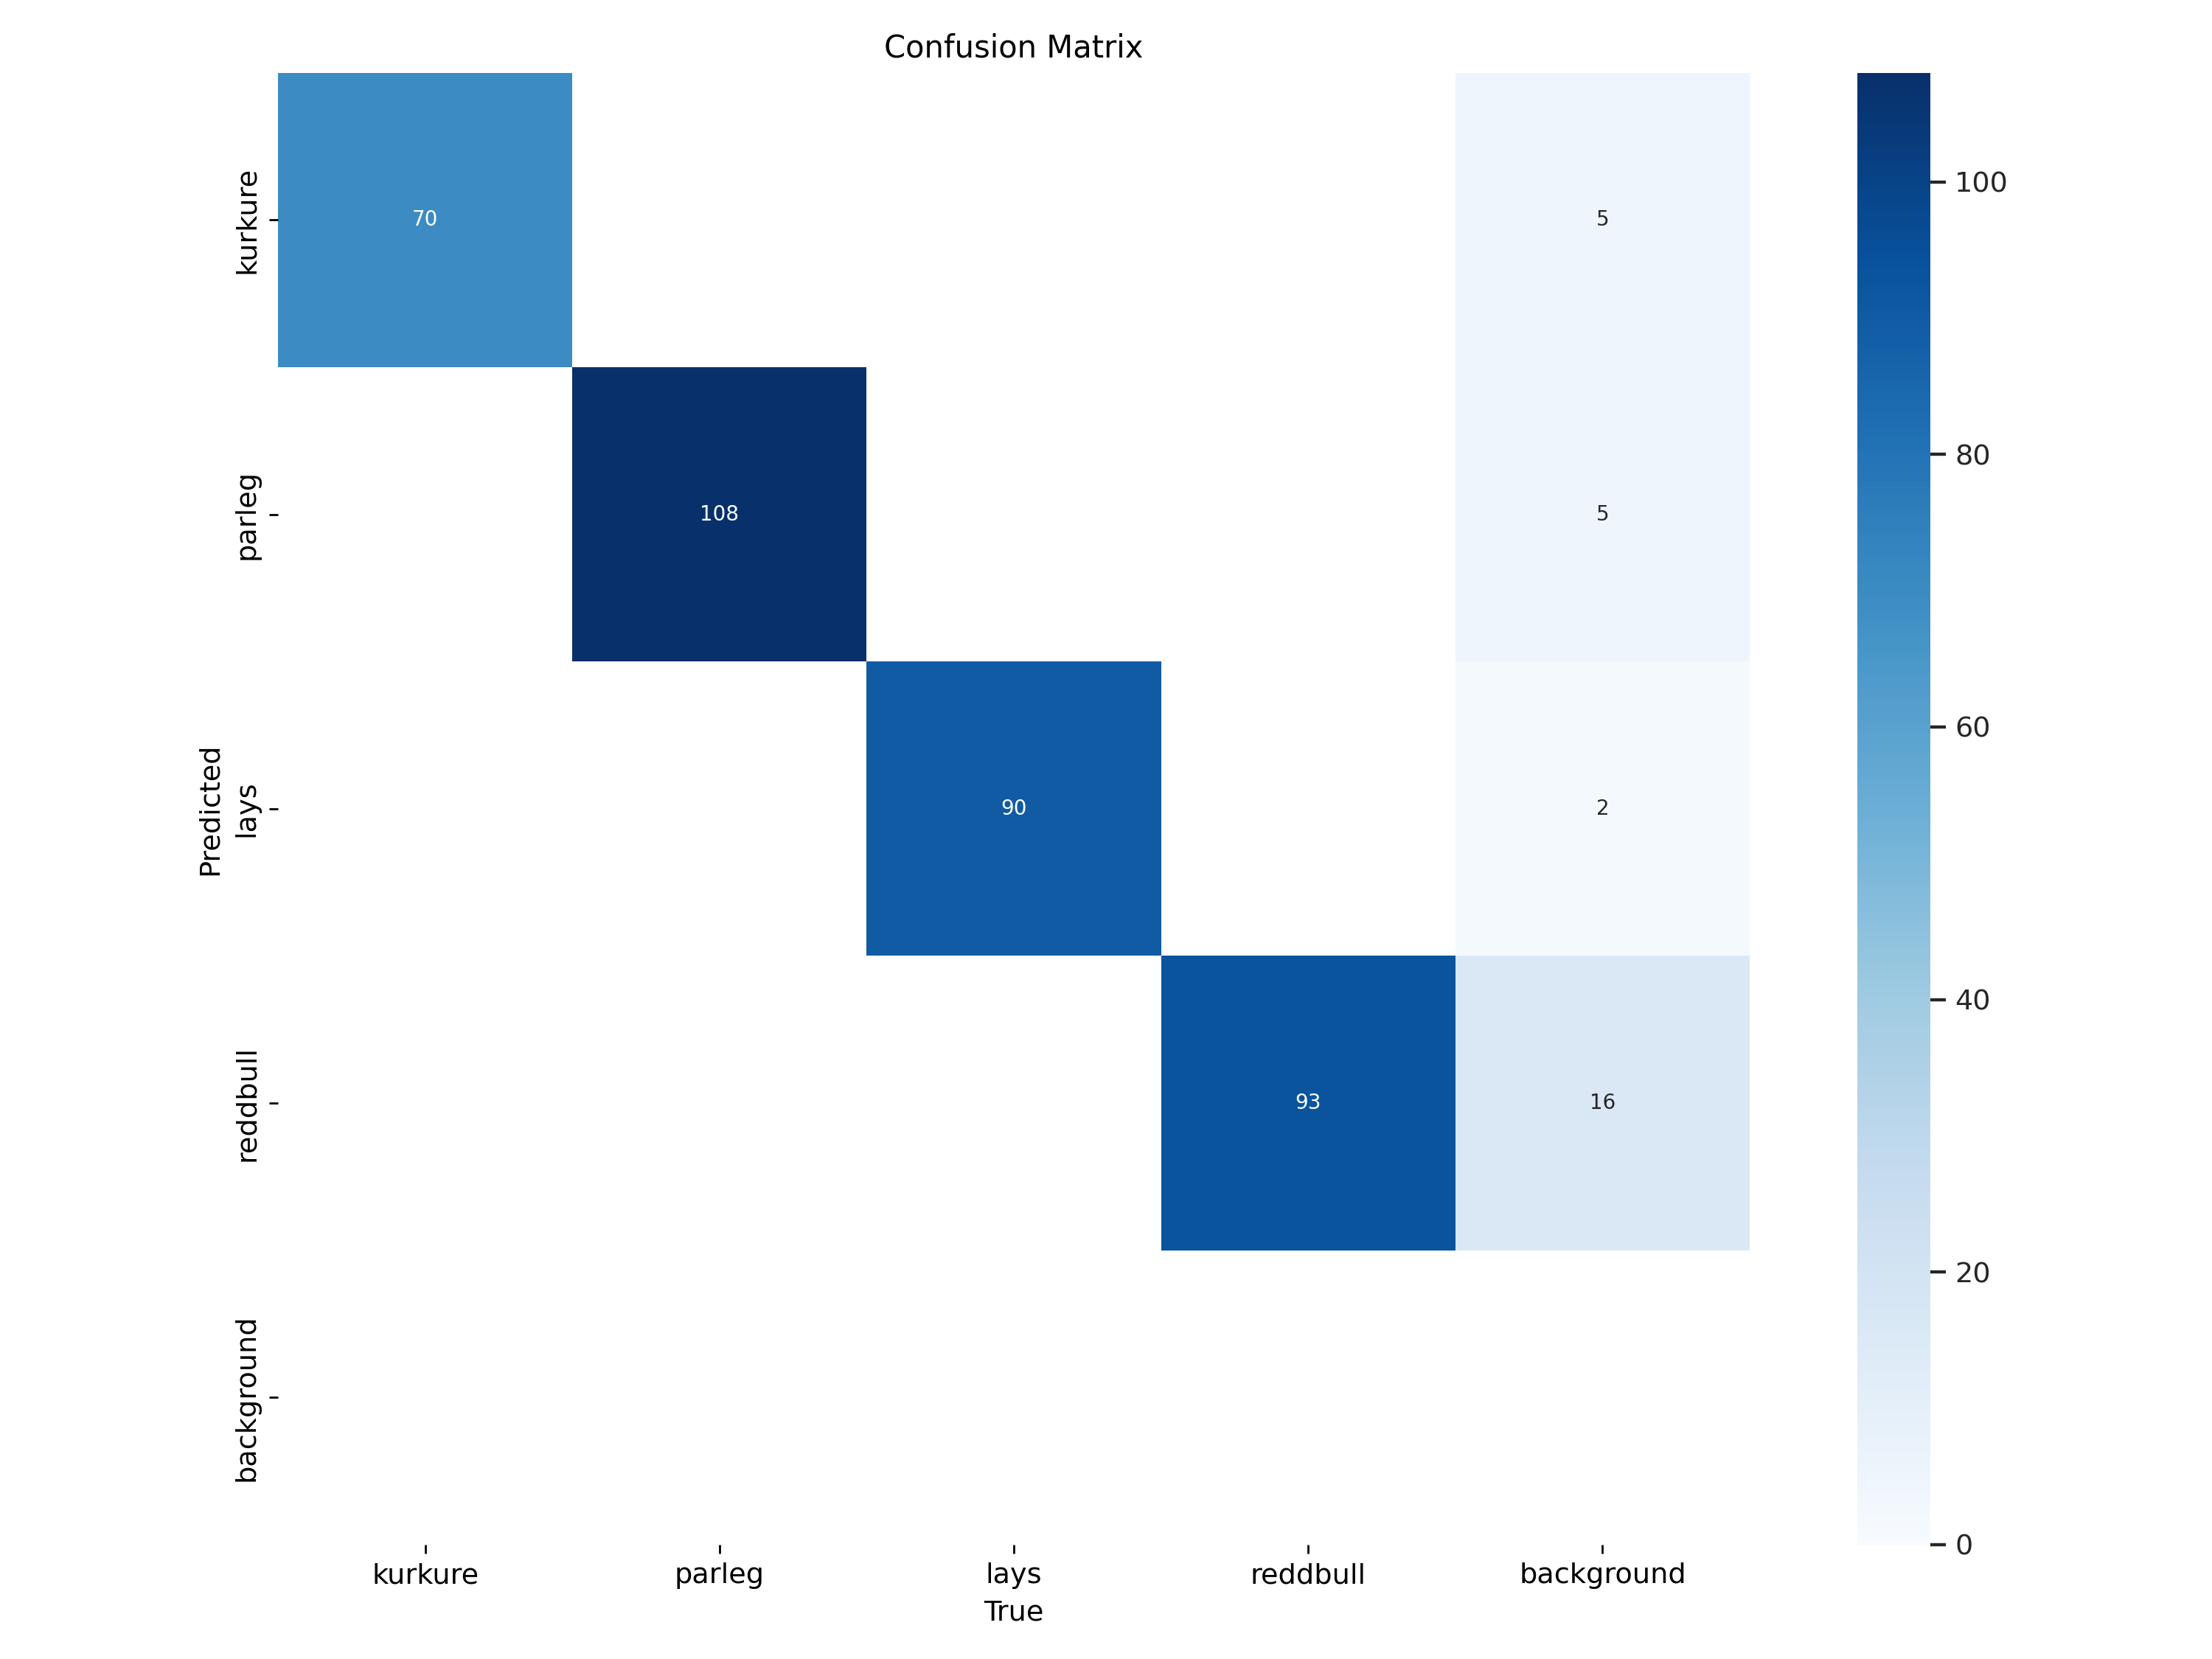 Confusion Matrix
kurkure
70
5
100
parleg
108
5
80
Predicted
lays
90
2
60
reddbull
93
16
40
background
20
0
kurkure parleg lays reddbull background
True